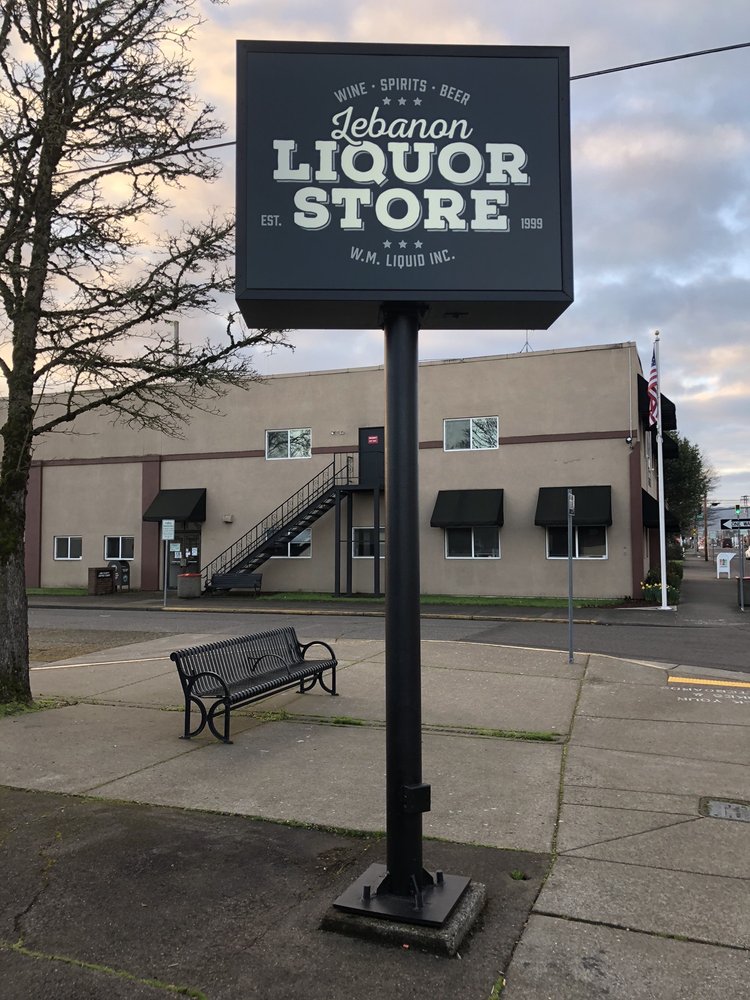 WINE • SPIRITS • BEER
Lebanon
LIQUOR
STORE
EST. 1999
W.M. LIQUID INC.